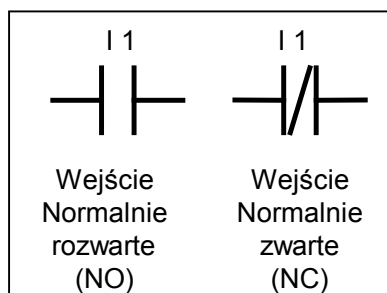 I 1
Wejście
Normalnie
rozwarte
(NO)
I 1
Wejście
Normalnie
zwarte
(NC)